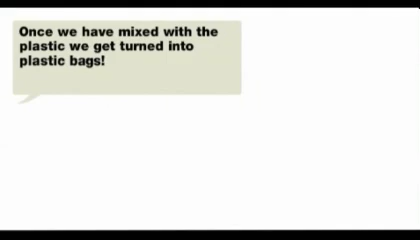 Once we have mixed with the
plastic we get turned into
plastic bags!